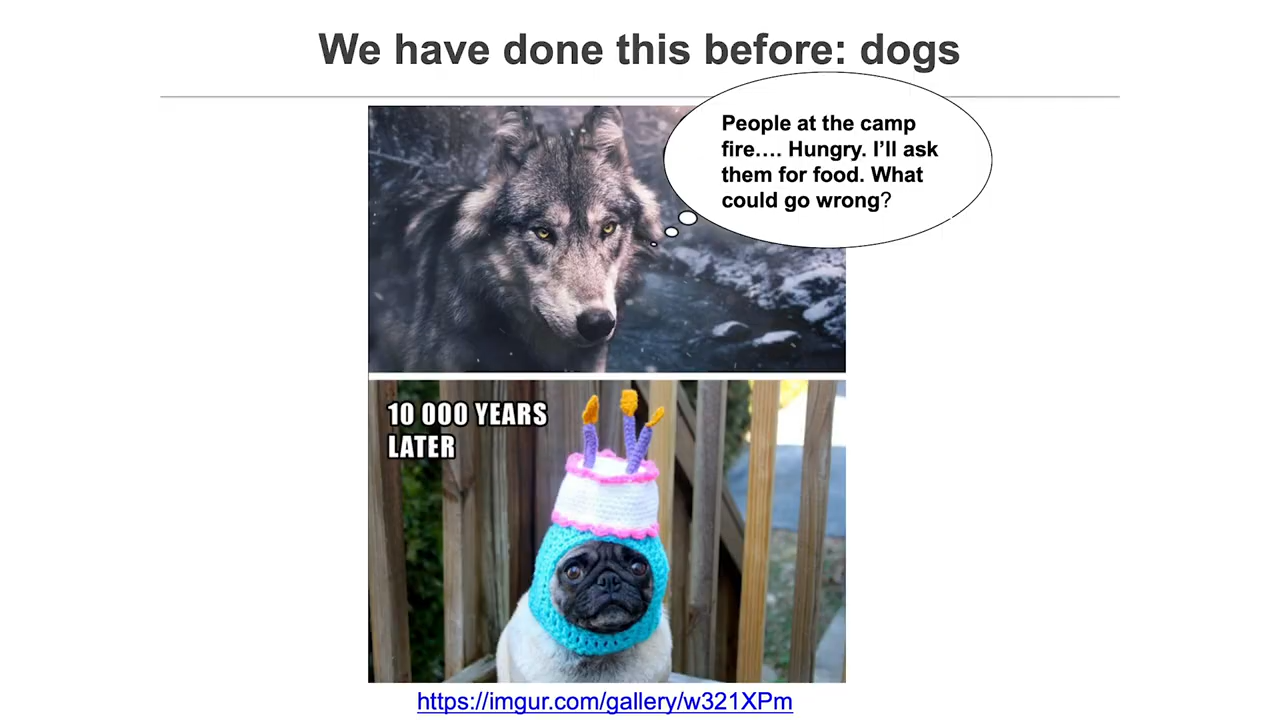 We have done this before: dogs
People at the camp
fire…. Hungry. I’ll ask
them for food. What
could go wrong?
10 000 YEARS
LATER
https://imgur.com/gallery/w321XPm